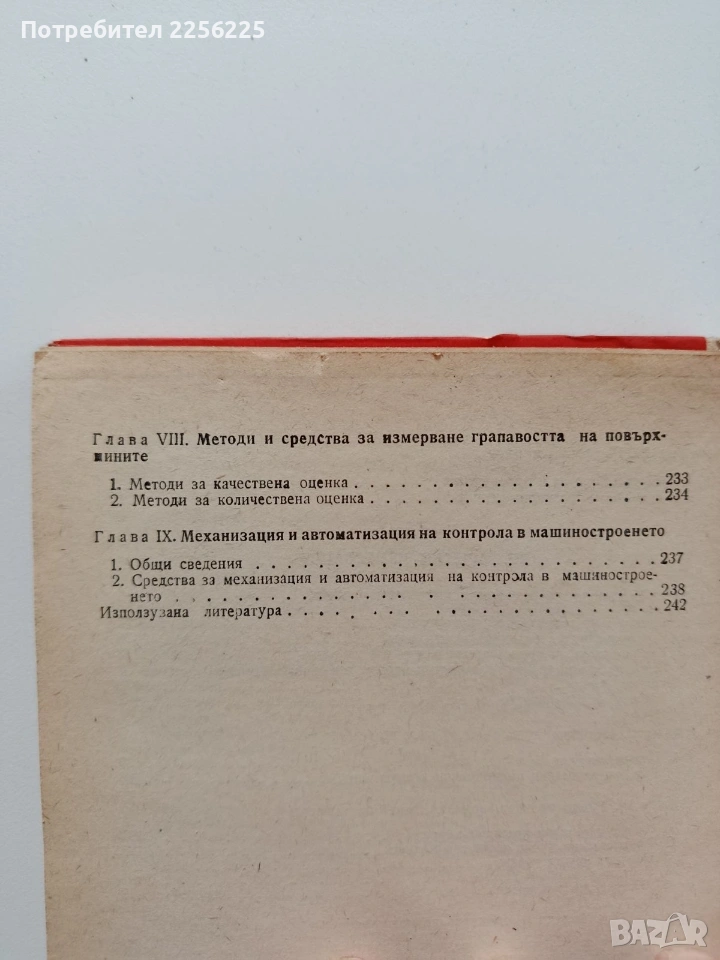 Потребител 2256225
Глава VIII. Методи и средства за измерване грапавостта на повърх-
нините
1. Методи за качествена оценка . . . . . . . . . . . . . . . . . 233
2. Методи за количествена оценка . . . . . . . . . . . . . . . . 234
Глава IX. Механизация и автоматизация на контрола в машиностроенето
1. Общи сведения . . . . . . . . . . . . . . . . . . . . . . . 237
2. Средства за механизация и автоматизация на контрола в машинострое-
нето . . . . . . . . . . . . . . . . . . . . . . . . . . . 238
Използувана литература . . . . . . . . . . . . . . . . . . . . 242
BAZAR